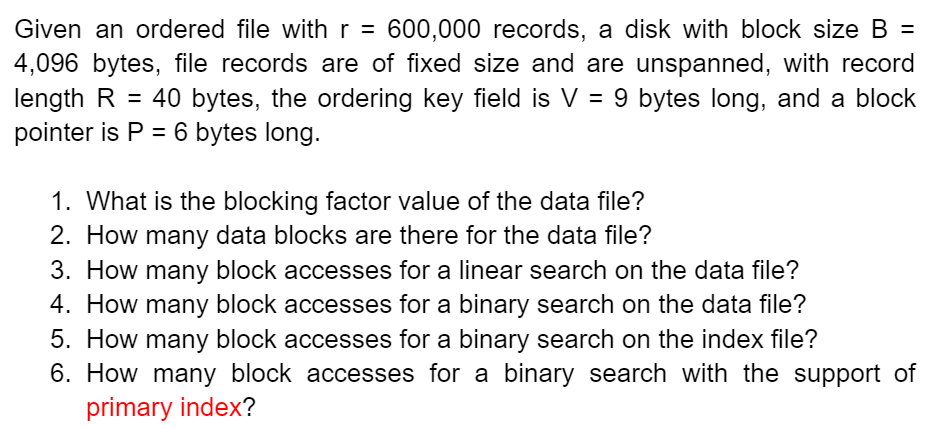 Given an ordered file with r = 600,000 records, a disk with block size B =
4,096 bytes, file records are of fixed size and are unspanned, with record
length R = 40 bytes, the ordering key field is V = 9 bytes long, and a block
pointer is P = 6 bytes long.
1. What is the blocking factor value of the data file?
2. How many data blocks are there for the data file?
3. How many block accesses for a linear search on the data file?
4. How many block accesses for a binary search on the data file?
5. How many block accesses for a binary search on the index file?
6. How many block accesses for a binary search with the support of
primary index?